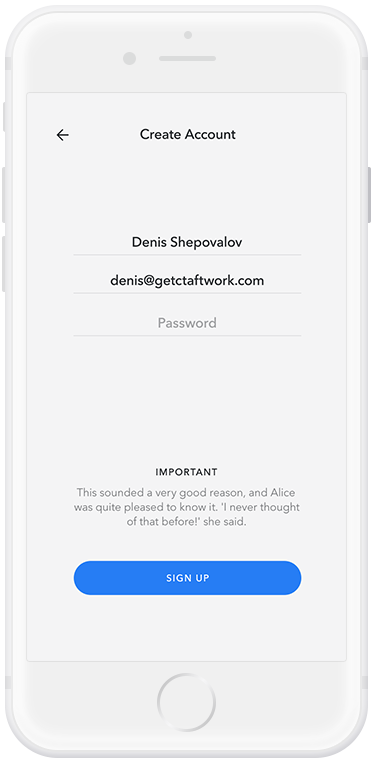 Create Account
Denis Shepovalov
denis@getctaftwork.com
Password
IMPORTANT
This sounded a very good reason, and Alice
was quite pleased to know it. 'I never thought
of that before!' she said.
SIGN UP